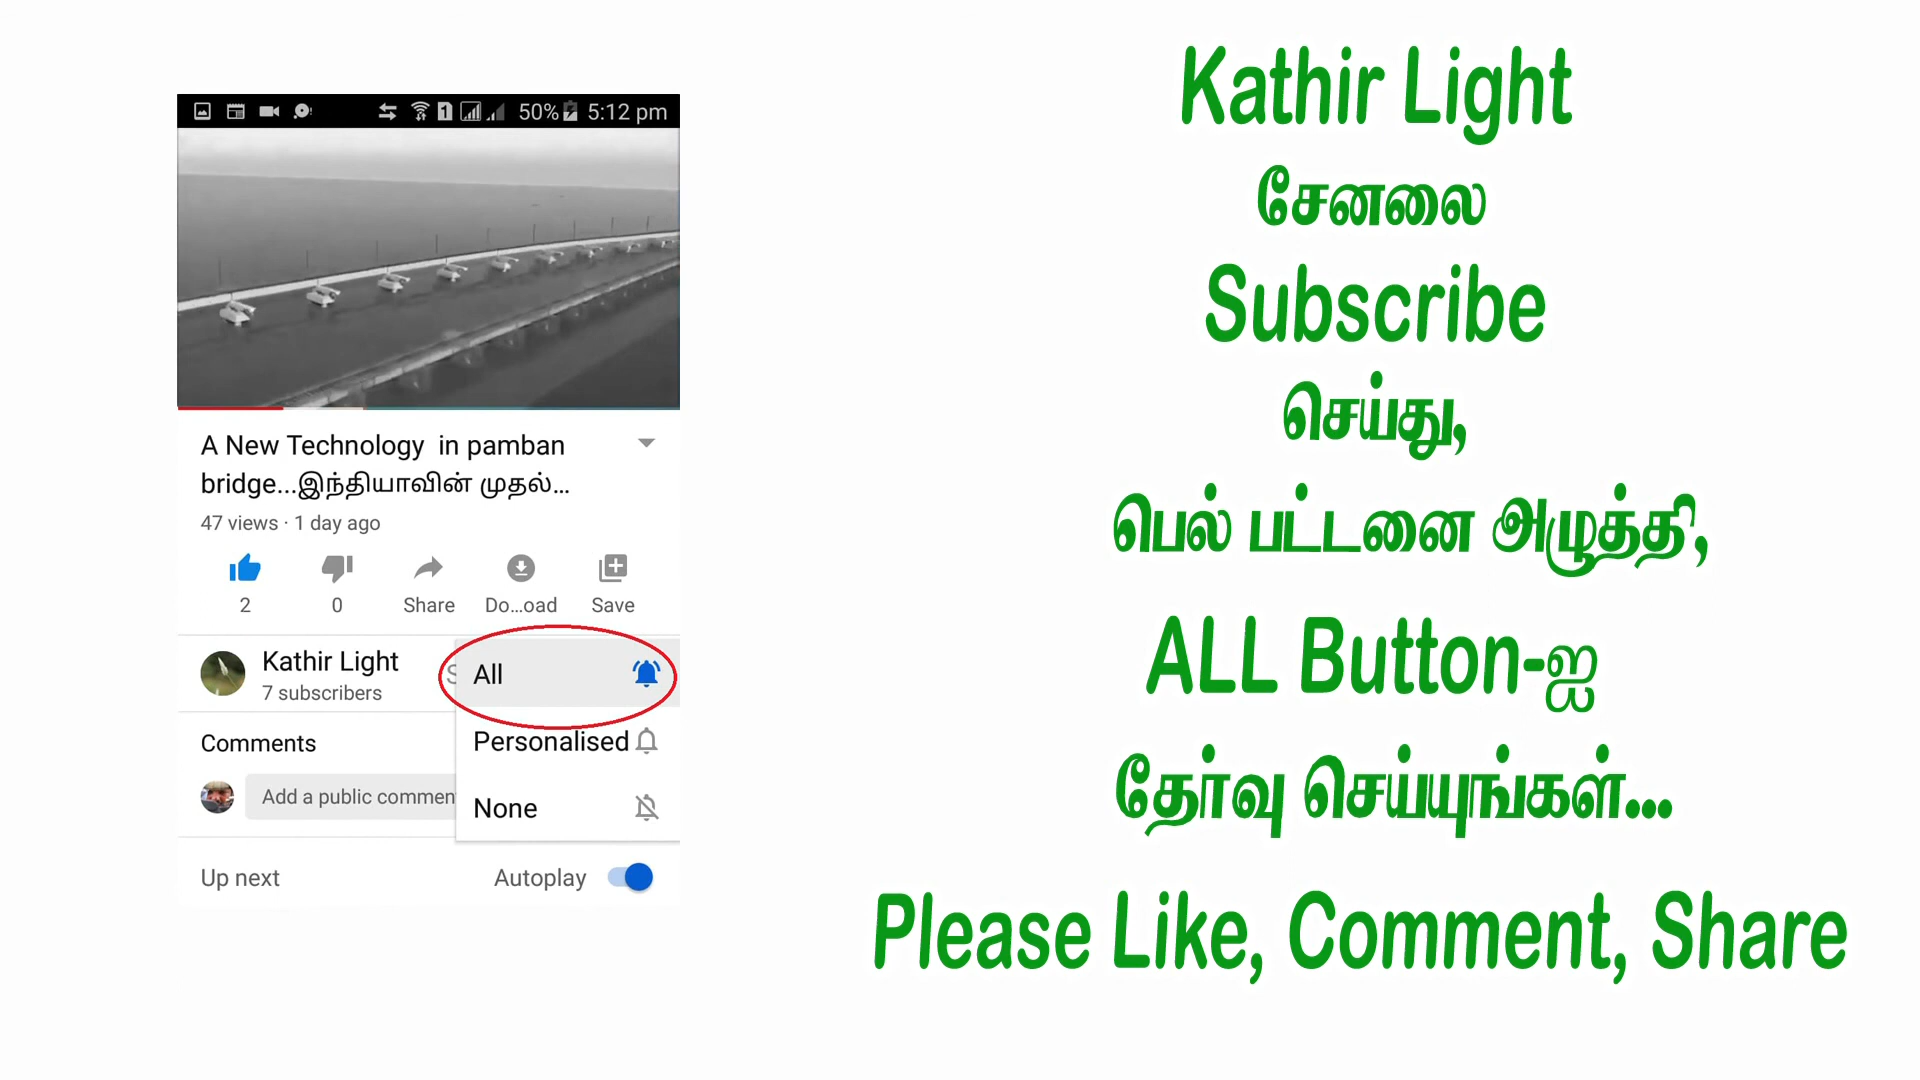 50% 5:12 pm
A New Technology in pamban
bridge...இந்தியாவின் முதல்...
47 views · 1 day ago
2
0
Share
Do...oad
Save
Kathir Light
7 subscribers
S
All
Personalised
None
Comments
Add a public commen
Up next
Autoplay
Kathir Light
சேனலை
Subscribe
செய்து,
பெல் பட்டனை அழுத்தி,
ALL Button-ஐ
தேர்வு செய்யுங்கள்...
Please Like, Comment, Share